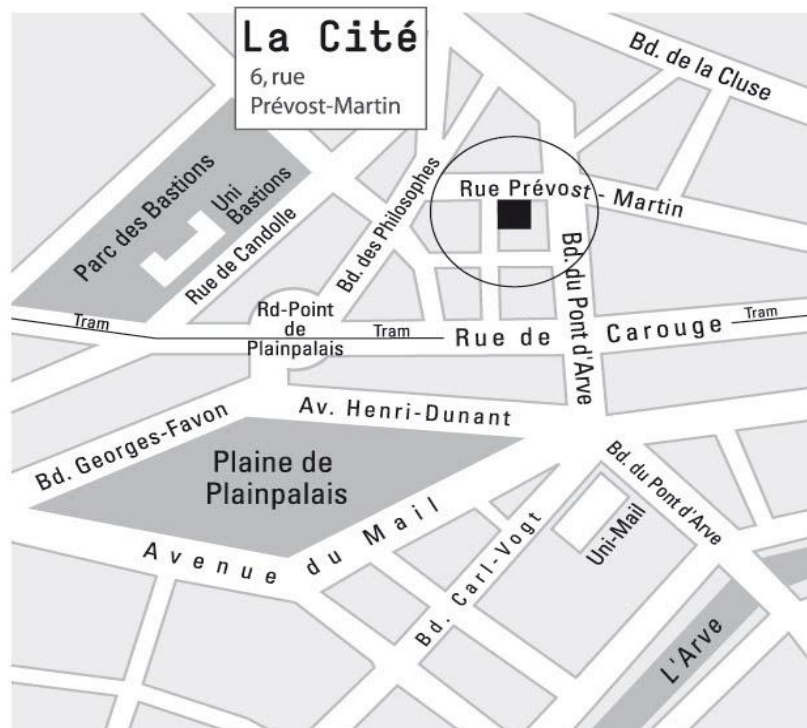 La Cité
6, rue
Prévost-Martin
Bd. de la Cluse
Parc des Bastions
Uni
Bastions
Rue de Candolle
Bd. des Philosophes
Rue Prévost - Martin
Bd. du Pont d'Arve
Tram
Rd-Point
de
Plainpalais
Tram
Rue de Carouge
Tram
Av. Henri-Dunant
Bd. Georges-Favon
Plaine de
Plainpalais
Avenue du Mail
Bd. Carl-Vogt
Uni-Mail
Bd. du Pont d'Arve
L'Arve